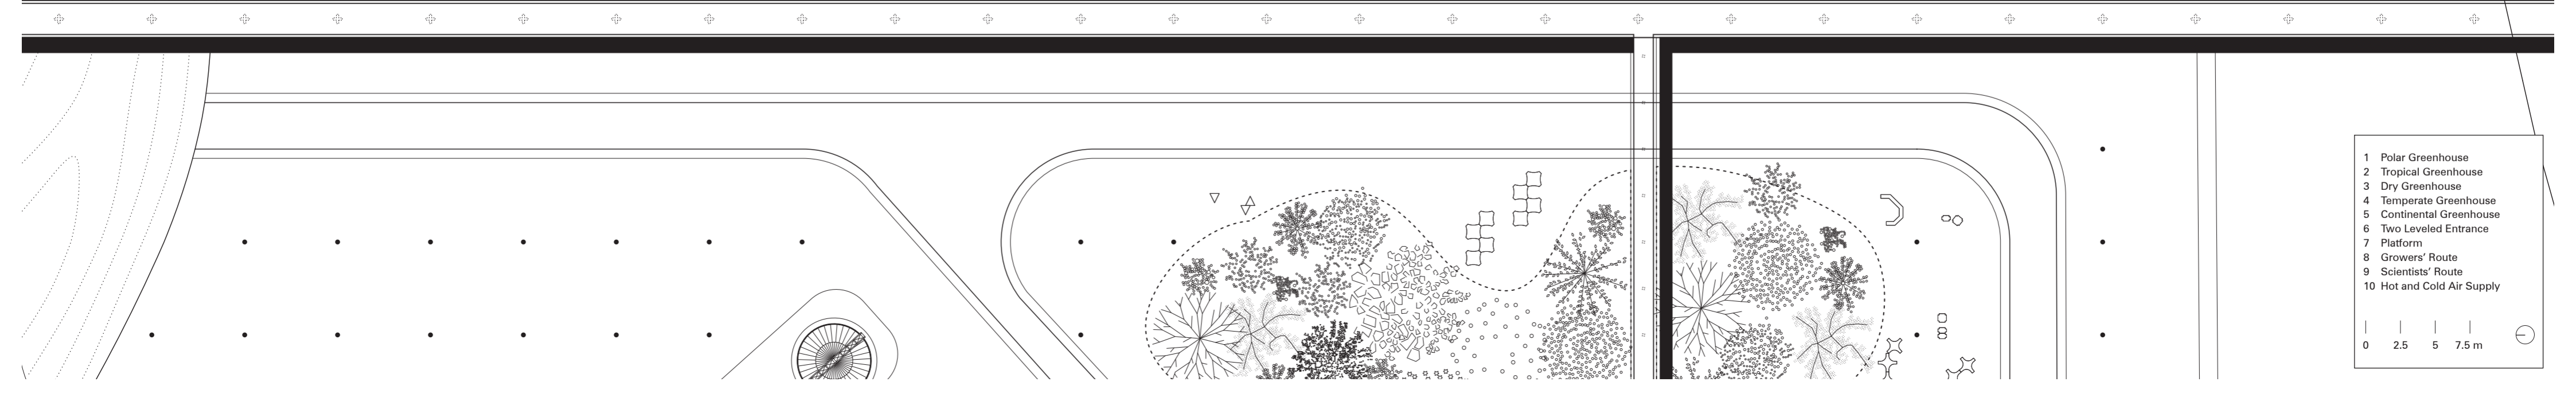 1 Polar Greenhouse
2 Tropical Greenhouse
3 Dry Greenhouse
4 Temperate Greenhouse
5 Continental Greenhouse
6 Two Leveled Entrance
7 Platform
8 Growers' Route
9 Scientists' Route
10 Hot and Cold Air Supply
0 2.5 5 7.5 m